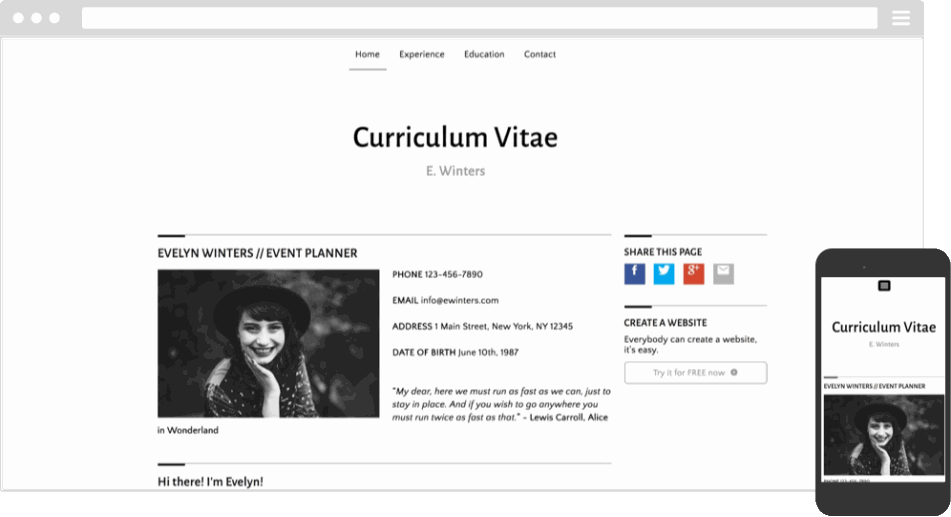 Home Experience Education Contact
Curriculum Vitae
E. Winters
EVELYN WINTERS // EVENT PLANNER
PHONE 123-456-7890
EMAIL info@ewinters.com
ADDRESS 1 Main Street, New York, NY 12345
DATE OF BIRTH June 10th, 1987
"My dear, here we must run as fast as we can, just to
stay in place. And if you wish to go anywhere you
must run twice as fast as that." - Lewis Carroll, Alice
in Wonderland
Hi there! I'm Evelyn!
SHARE THIS PAGE
f
g+
CREATE A WEBSITE
Everybody can create a website,
it's easy.
Try it for FREE now
Curriculum Vitae
E. Winters
EVELYN WINTERS // EVENT PLANNER
PHONE 123-456-7890